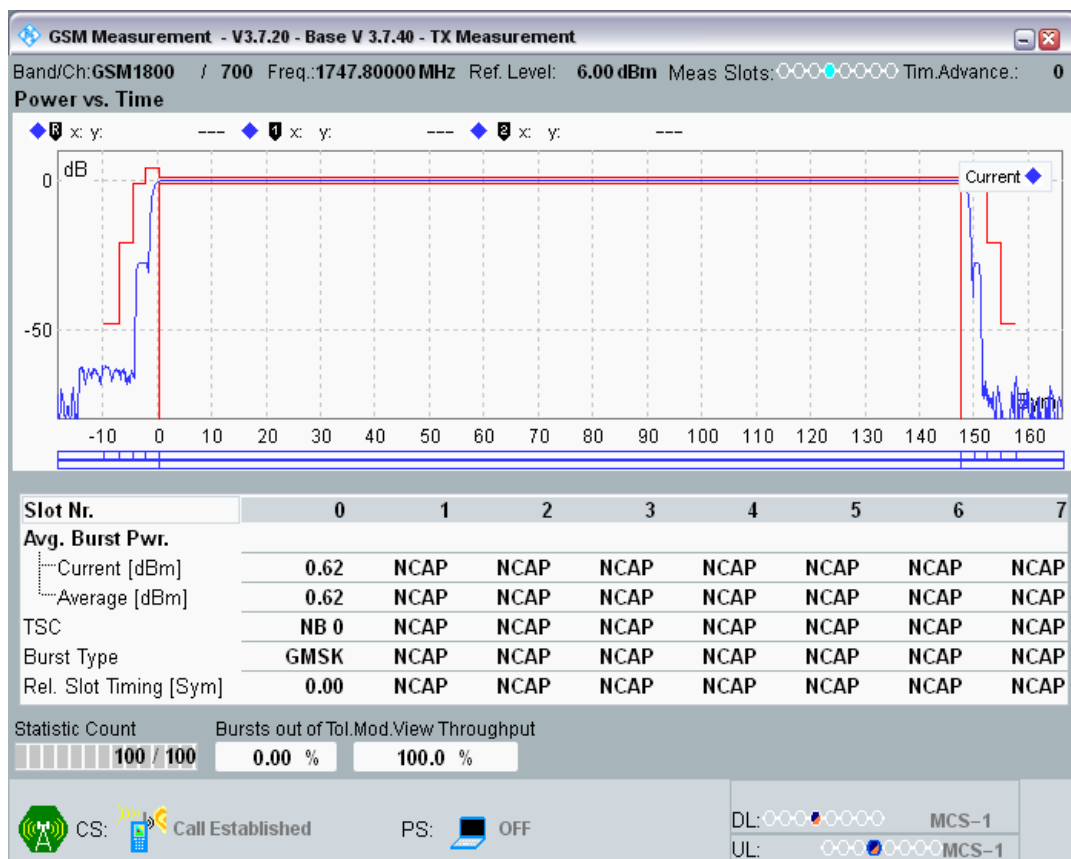 GSM Measurement - V3.7.20 - Base V 3.7.40 - TX Measurement
Band/Ch:GSM1800 / 700 Freq.:1747.80000 MHz Ref. Level: 6.00 dBm Meas Slots: Tim.Advance.: 0
Power vs. Time
R x: y: --- 1 x: y: --- 2 x: y: ---
dB
Current
0
-50
Sym
-10 0 10 20 30 40 50 60 70 80 90 100 110 120 130 140 150 160
Slot Nr. 0 1 2 3 4 5 6 7
Avg. Burst Pwr.
Current [dBm] 0.62 NCAP NCAP NCAP NCAP NCAP NCAP NCAP
Average [dBm] 0.62 NCAP NCAP NCAP NCAP NCAP NCAP NCAP
TSC NB 0 NCAP NCAP NCAP NCAP NCAP NCAP NCAP
Burst Type GMSK NCAP NCAP NCAP NCAP NCAP NCAP NCAP
Rel. Slot Timing [Sym] 0.00 NCAP NCAP NCAP NCAP NCAP NCAP NCAP
Statistic Count Bursts out of Tol.Mod.View Throughput
100 / 100 0.00 % 100.0 %
CS: Call Established PS: OFF
DL: MCS-1
UL: MCS-1